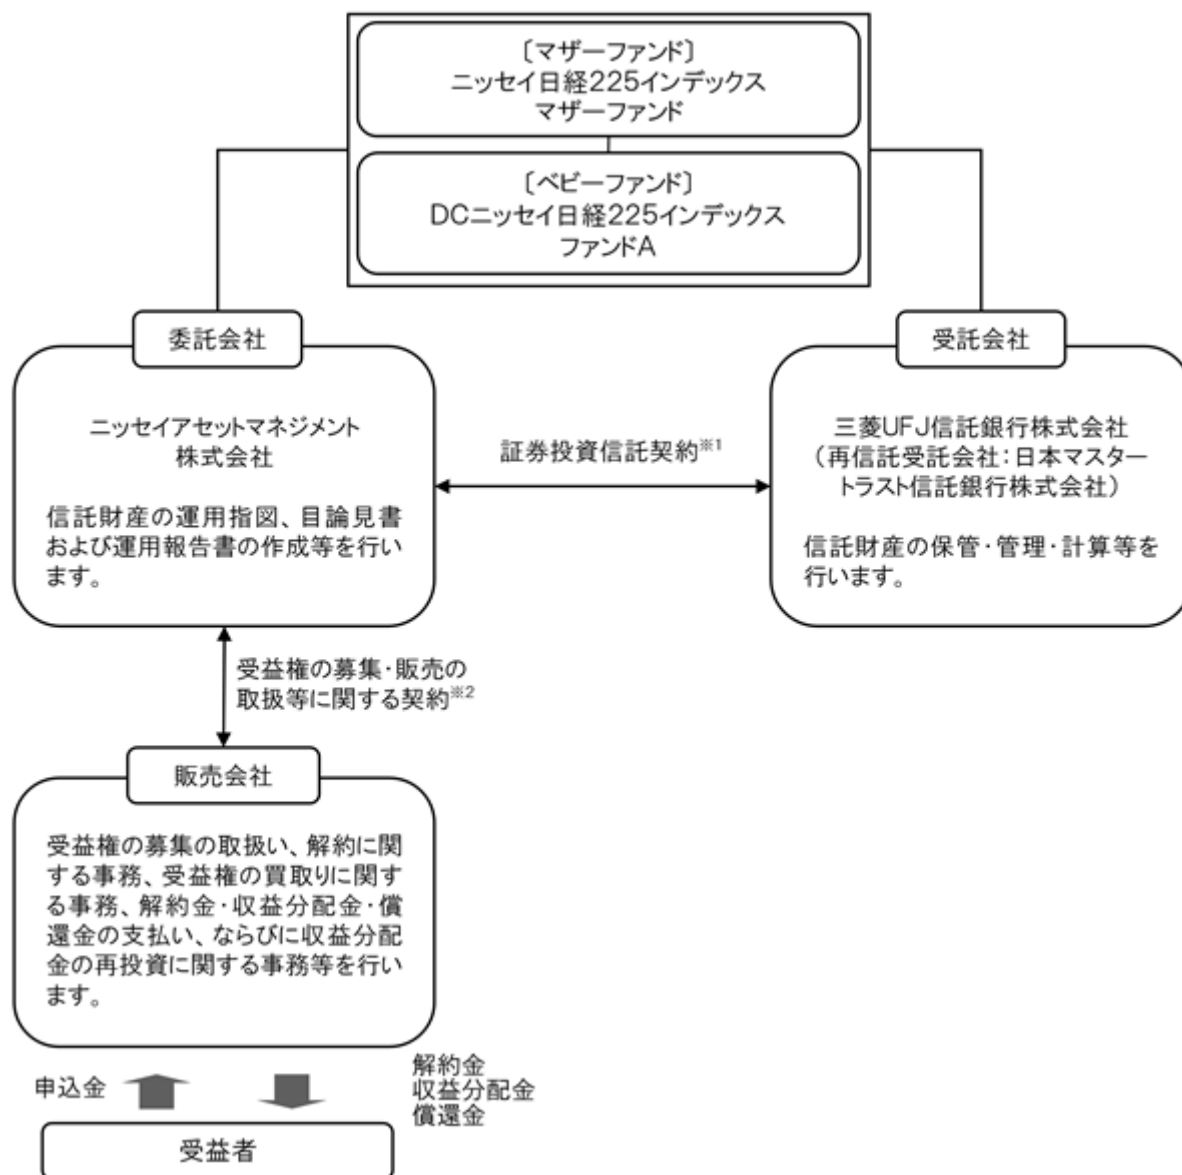 〔マザーファンド〕
ニッセイ日経225インデックス
マザーファンド
〔ベビーファンド〕
DCニッセイ日経225インデックス
ファンドA
委託会社
ニッセイアセットマネジメント
株式会社
信託財産の運用指図、目論見書
および運用報告書の作成等を行い
ます。
証券投資信託契約※1
受託会社
三菱UFJ信託銀行株式会社
（再信託受託会社：日本マスター
トラスト信託銀行株式会社）
信託財産の保管・管理・計算等を
行います。
受益権の募集・販売の
取扱等に関する契約※2
販売会社
受益権の募集の取扱い、解約に関
する事務、受益権の買取りに関す
る事務、解約金・収益分配金・償
還金の支払い、ならびに収益分配
金の再投資に関する事務等を行い
ます。
申込金
解約金
収益分配金
償還金
受益者